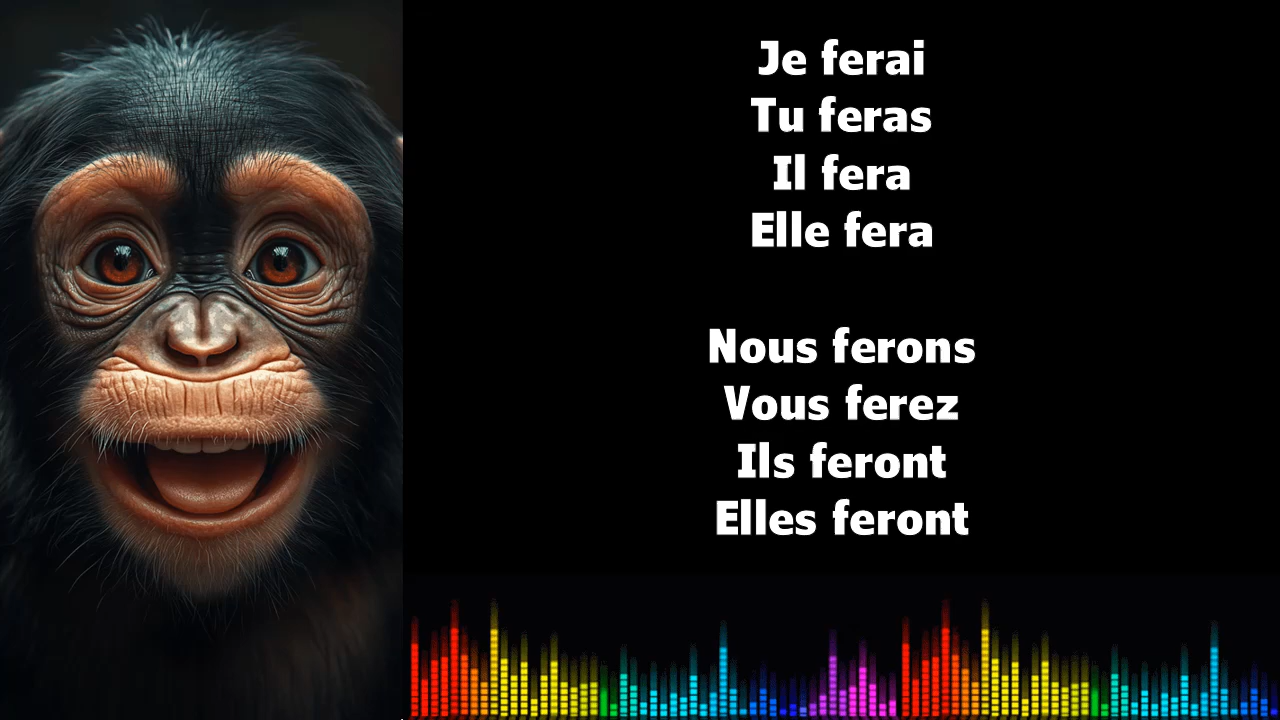 Je ferai
Tu feras
Il fera
Elle fera
Nous ferons
Vous ferez
Ils feront
Elles feront